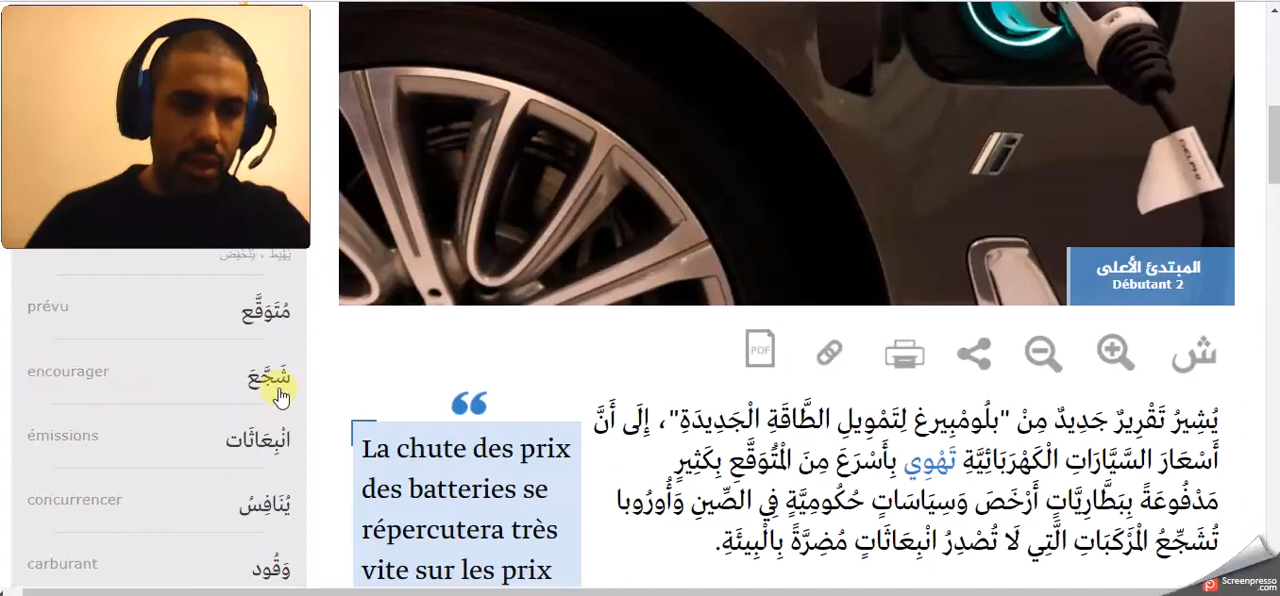 يُهْبِطُ ، يَنْخَفِضُ
prévu
مُتَوَقَّع
encourager
شَجَّعَ
émissions
انْبِعَاثَات
concurrencer
يُنَافِسُ
carburant
وَقُود
DELPHI
i
المبتدئ الأعلى
Débutant 2
PDF
ش
يُشِيرُ تَقْرِيرٌ جَدِيدٌ مِنْ "بلُومْبِيرغ لِتَمْوِيلِ الطَّاقَةِ الْجَدِيدَةِ"، إِلَى أَنَّ
أَسْعَارَ السَّيَّارَاتِ الْكَهْرَبَائِيَّةِ تَهْوِي بِأَسْرَعَ مِنَ الْمُتَوَقَّعِ بِكَثِيرٍ
مَدْفُوعَةً بِبَطَّارِيَّاتٍ أَرْخَصَ وَسِيَاسَاتٍ حُكُومِيَّةٍ فِي الصِّينِ وَأُورُوبا
تُشَجِّعُ الْمَرْكَبَاتِ الَّتِي لَا تُصْدِرُ انْبِعَاثَاتٍ مُضِرَّةً بِالْبِيئَةِ.
“
La chute des prix
des batteries se
répercutera très
vite sur les prix
Screenpresso
.com